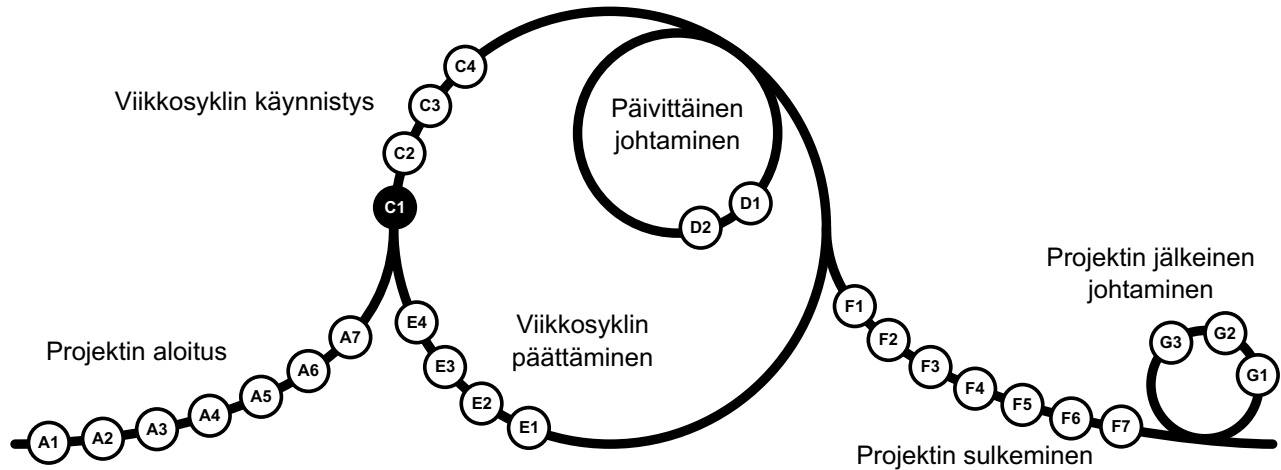 Viikkosyklin käynnistys
C4
C3
C2
C1
Päivittäinen
johtaminen
D1
D2
Projektin aloitus
A1
A2
A3
A4
A5
A6
A7
Viikkosyklin
päättäminen
E4
E3
E2
E1
F1
F2
F3
F4
F5
F6
F7
Projektin sulkeminen
Projektin jälkeinen
johtaminen
G3
G2
G1